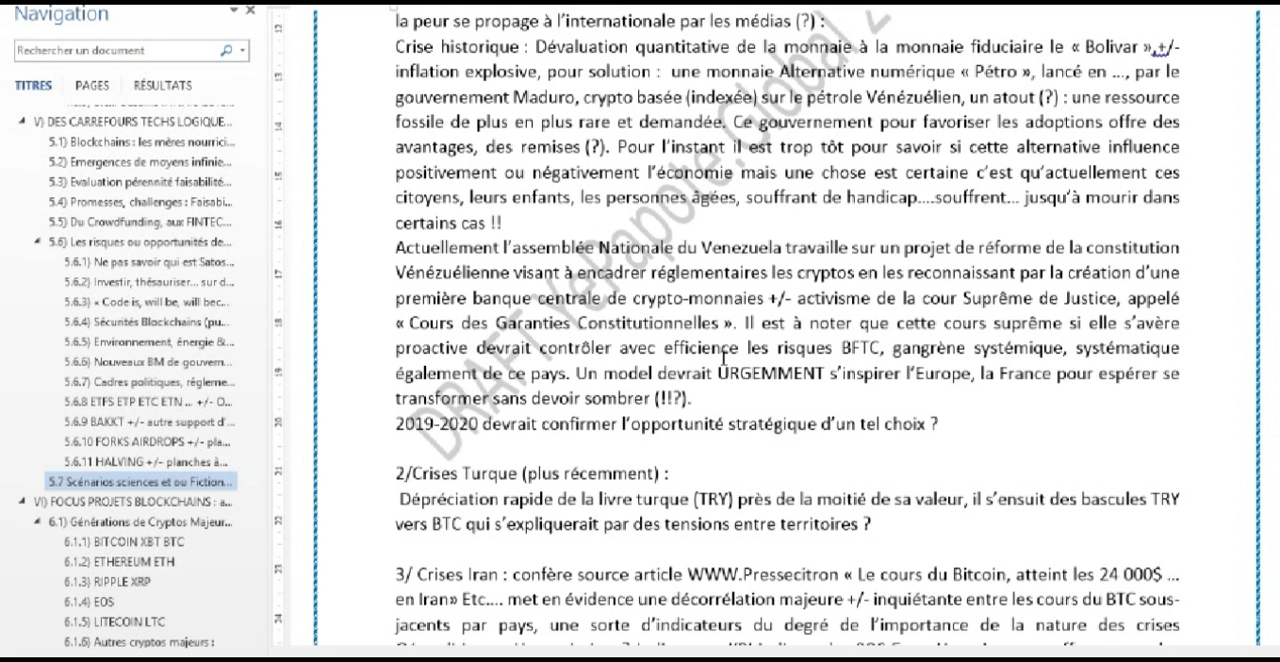 Navigation
Rechercher un document
TITRES PAGES RÉSULTATS
V) DES CARREFOURS TECHS LOGIQUE...
5.1) Blockchains : les mères nourrici...
5.2) Emergences de moyens infinie...
5.3) Evaluation pérennité faisabilité...
5.4) Promesses, challenges : Faisabi...
5.5) Du Crowdfunding, aux FINTEC...
5.6) Les risques ou opportunités de...
5.6.1) Ne pas savoir qui est Satos...
5.6.2) Investir, thésauriser... sur d...
5.6.3) « Code is, will be, will bec...
5.6.4) Sécurités Blockchains (pu...
5.6.5) Environnement, énergie &...
5.6.6) Nouveaux BM de gouvern...
5.6.7) Cadres politiques, régleme...
5.6.8 ETFS ETP ETC ETN ... +/- O...
5.6.9 BAKKT +/- autre support d'...
5.6.10 FORKS AIRDROPS +/- pla...
5.6.11 HALVING +/- planches à...
5.7 Scénarios sciences et ou Fiction...
VI) FOCUS PROJETS BLOCKCHAINS : a...
6.1) Générations de Cryptos Majeur...
6.1.1) BITCOIN XBT BTC
6.1.2) ETHEREUM ETH
6.1.3) RIPPLE XRP
6.1.4) EOS
6.1.5) LITECOIN LTC
6.1.6) Autres cryptos majeurs :
12
13
14
15
16
17
18
19
20
21
22
23
24
la peur se propage à l'internationale par les médias (?) :
Crise historique : Dévaluation quantitative de la monnaie à la monnaie fiduciaire le « Bolivar »,+/-
inflation explosive, pour solution : une monnaie Alternative numérique « Pétro », lancé en ..., par le
gouvernement Maduro, crypto basée (indexée) sur le pétrole Vénézuélien, un atout (?) : une ressource
fossile de plus en plus rare et demandée. Ce gouvernement pour favoriser les adoptions offre des
avantages, des remises (?). Pour l'instant il est trop tôt pour savoir si cette alternative influence
positivement ou négativement l'économie mais une chose est certaine c'est qu'actuellement ces
citoyens, leurs enfants, les personnes âgées, souffrant de handicap....souffrent... jusqu'à mourir dans
certains cas !!
Actuellement l'assemblée Nationale du Venezuela travaille sur un projet de réforme de la constitution
Vénézuélienne visant à encadrer réglementaires les cryptos en les reconnaissant par la création d'une
première banque centrale de crypto-monnaies +/- activisme de la cour Suprême de Justice, appelé
« Cours des Garanties Constitutionnelles ». Il est à noter que cette cours suprême si elle s'avère
proactive devrait contrôler avec efficience les risques BFTC, gangrène systémique, systématique
également de ce pays. Un model devrait URGEMMENT s'inspirer l'Europe, la France pour espérer se
transformer sans devoir sombrer (!!?).
2019-2020 devrait confirmer l'opportunité stratégique d'un tel choix ?
2/Crises Turque (plus récemment) :
Dépréciation rapide de la livre turque (TRY) près de la moitié de sa valeur, il s'ensuit des bascules TRY
vers BTC qui s'expliquerait par des tensions entre territoires ?
3/ Crises Iran : confère source article WWW.Pressecitron « Le cours du Bitcoin, atteint les 24 000$ ...
en Iran» Etc.... met en évidence une décorrélation majeure +/- inquiétante entre les cours du BTC sous-
jacents par pays, une sorte d'indicateurs du degré de l'importance de la nature des crises
DRAFT YePapote.Global 2